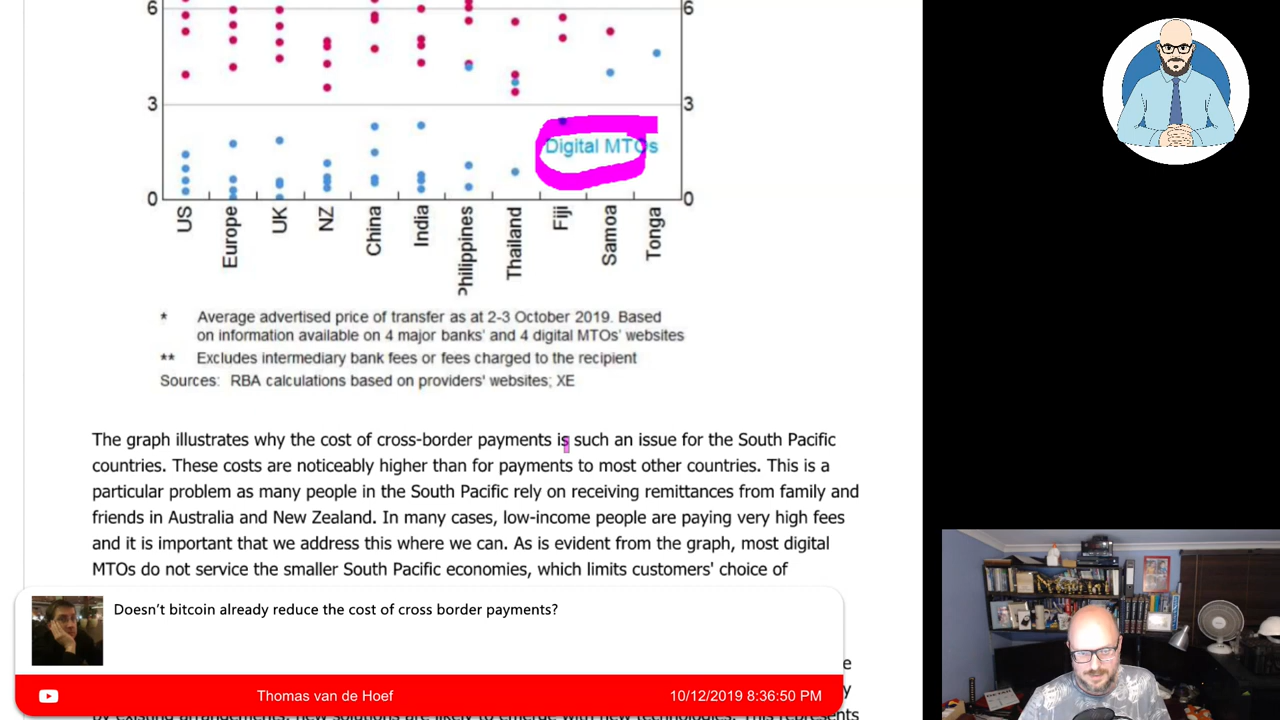 6
6
3
3
Digital MTOs
0
0
US
Europe
UK
NZ
China
India
Philippines
Thailand
Fiji
Samoa
Tonga
* Average advertised price of transfer as at 2-3 October 2019. Based
on information available on 4 major banks' and 4 digital MTOs' websites
** Excludes intermediary bank fees or fees charged to the recipient
Sources: RBA calculations based on providers' websites; XE
The graph illustrates why the cost of cross-border payments is such an issue for the South Pacific
countries. These costs are noticeably higher than for payments to most other countries. This is a
particular problem as many people in the South Pacific rely on receiving remittances from family and
friends in Australia and New Zealand. In many cases, low-income people are paying very high fees
and it is important that we address this where we can. As is evident from the graph, most digital
MTOs do not service the smaller South Pacific economies, which limits customers' choice of
Doesn't bitcoin already reduce the cost of cross border payments?
Thomas van de Hoef
10/12/2019 8:36:50 PM